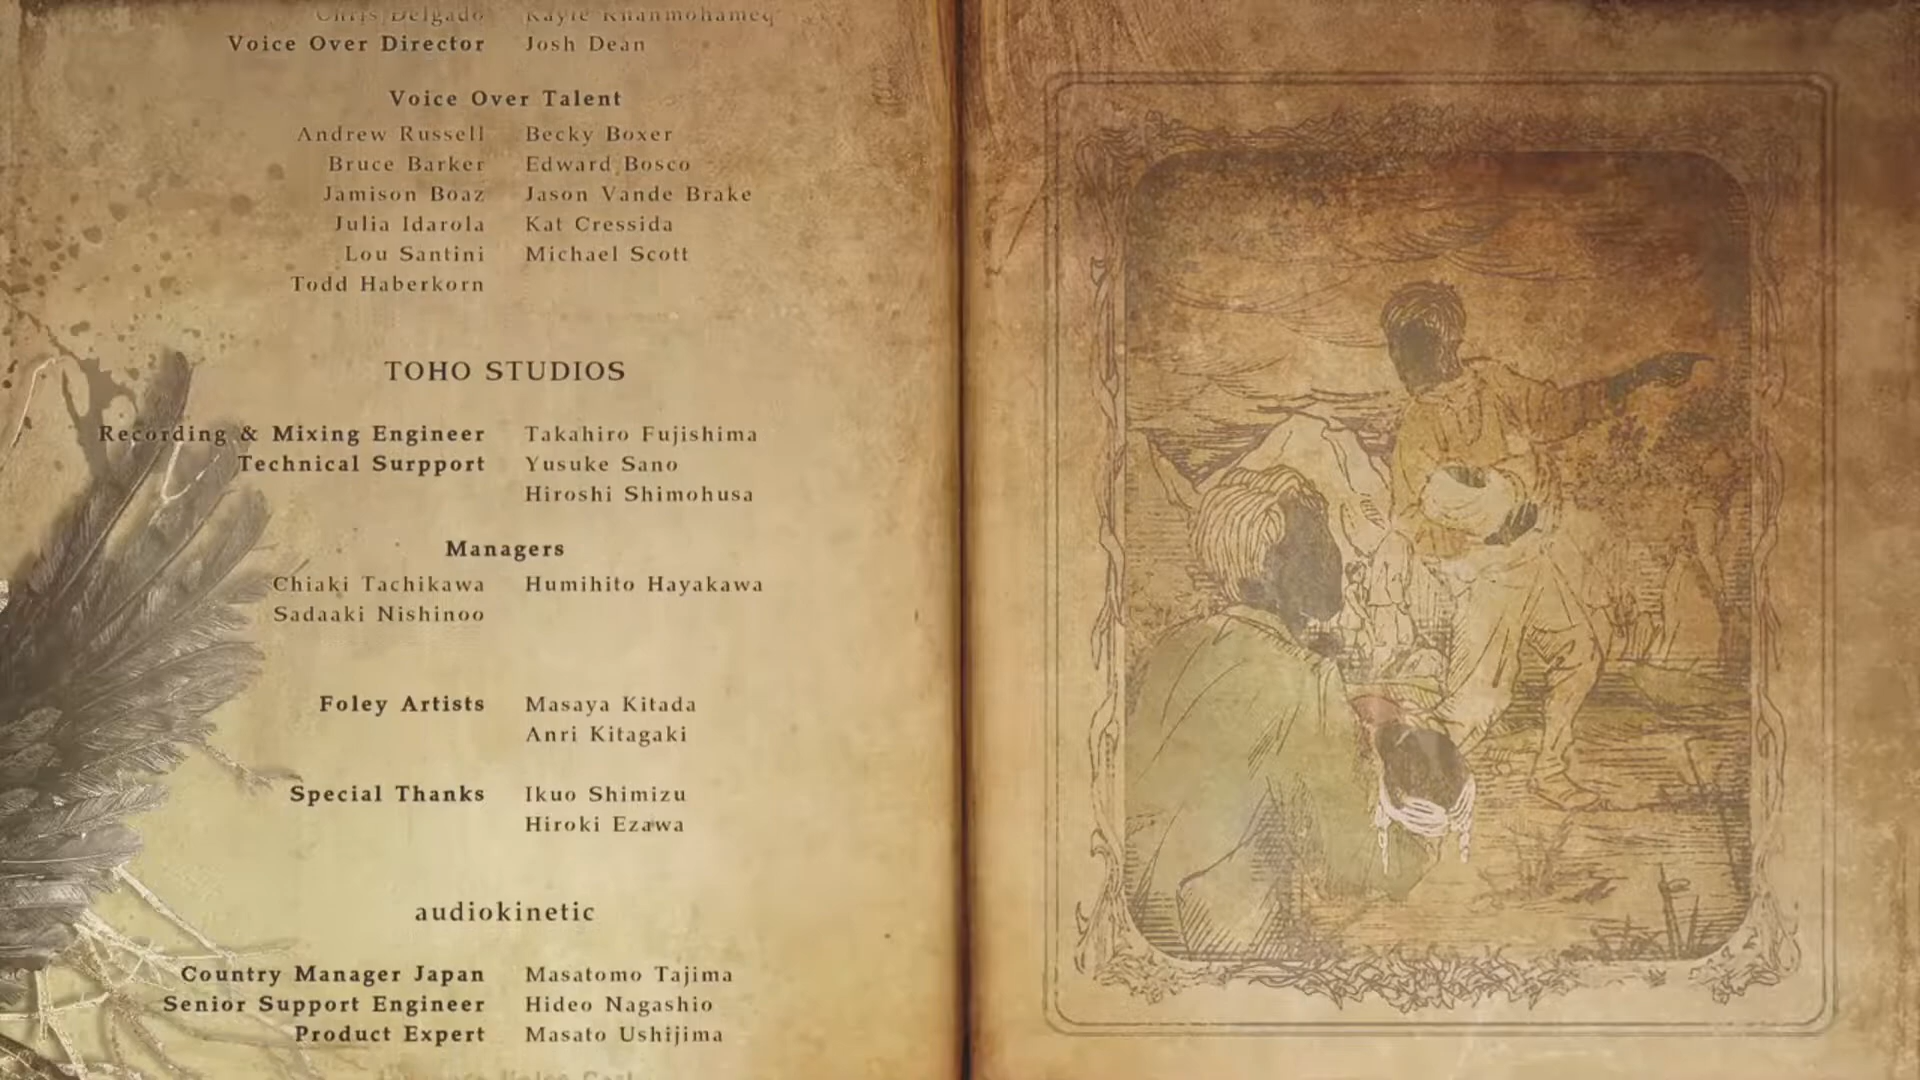 Chris Delgado Kayle Khanmohamed
Voice Over Director Josh Dean
Voice Over Talent
Andrew Russell Becky Boxer
Bruce Barker Edward Bosco
Jamison Boaz Jason Vande Brake
Julia Idarola Kat Cressida
Lou Santini Michael Scott
Todd Haberkorn
TOHO STUDIOS
Recording & Mixing Engineer Takahiro Fujishima
Technical Surpport Yusuke Sano
Hiroshi Shimohusa
Managers
Chiaki Tachikawa Humihito Hayakawa
Sadaaki Nishinoo
Foley Artists Masaya Kitada
Anri Kitagaki
Special Thanks Ikuo Shimizu
Hiroki Ezawa
audiokinetic
Country Manager Japan Masatomo Tajima
Senior Support Engineer Hideo Nagashio
Product Expert Masato Ushijima